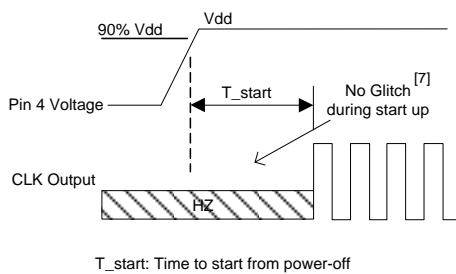 90% Vdd
Vdd
Pin 4 Voltage
T_start
No Glitch [7]
during start up
CLK Output
HZ
T_start: Time to start from power-off